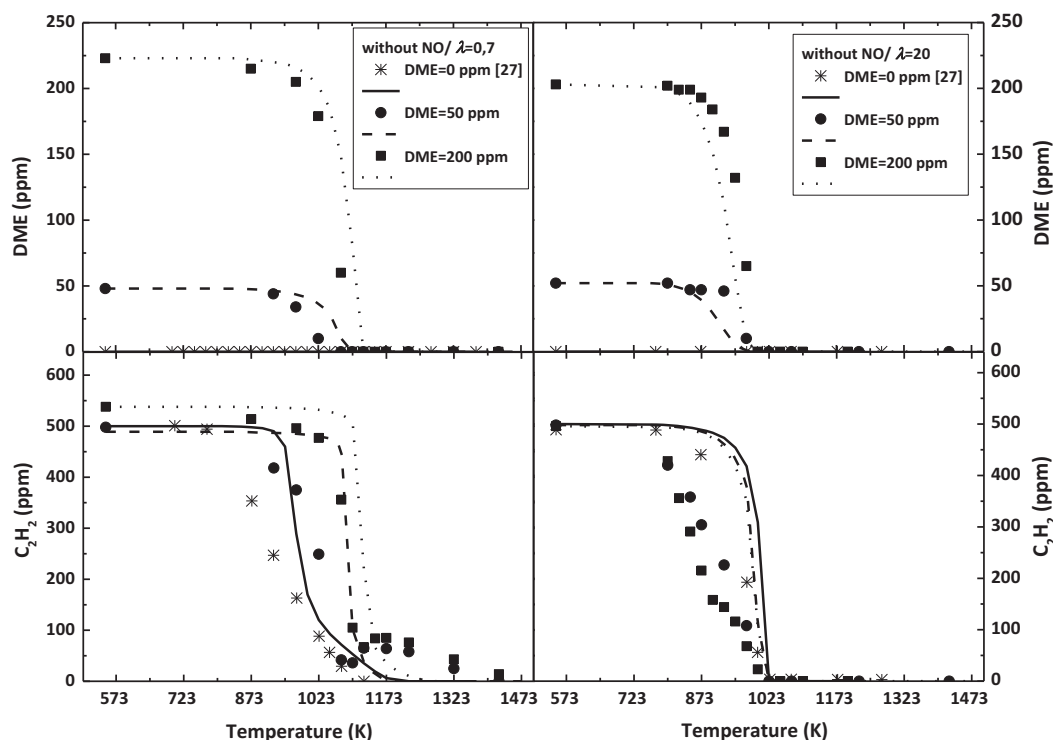 250
200
150
100
50
0
DME (ppm)
without NO/ λ=0,7
DME=0 ppm [27]
DME=50 ppm
DME=200 ppm
without NO/ λ=20
DME=0 ppm [27]
DME=50 ppm
DME=200 ppm
250
200
150
100
50
0
DME (ppm)
600
500
400
300
200
100
0
C2H2 (ppm)
600
500
400
300
200
100
0
C2H2 (ppm)
573 723 873 1023 1173 1323 1473
573 723 873 1023 1173 1323 1473
Temperature (K)
Temperature (K)